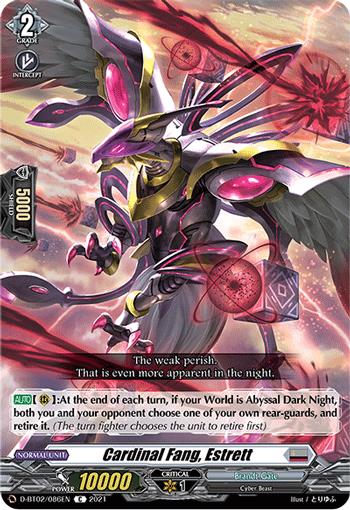 2
GRADE
INTERCEPT
5000
SHIELD
The weak perish.
That is even more apparent in the night.
AUTO【RC】:At the end of each turn, if your World is Abyssal Dark Night,
both you and your opponent choose one of your own rear-guards, and
retire it. (The turn fighter chooses the unit to retire first)
NORMAL UNIT
Cardinal Fang, Estrett
POWER 10000
CRITICAL
1
Brandt Gate
Cyber Beast
D-BT02/086EN C 2021
Illust / とりゆふ